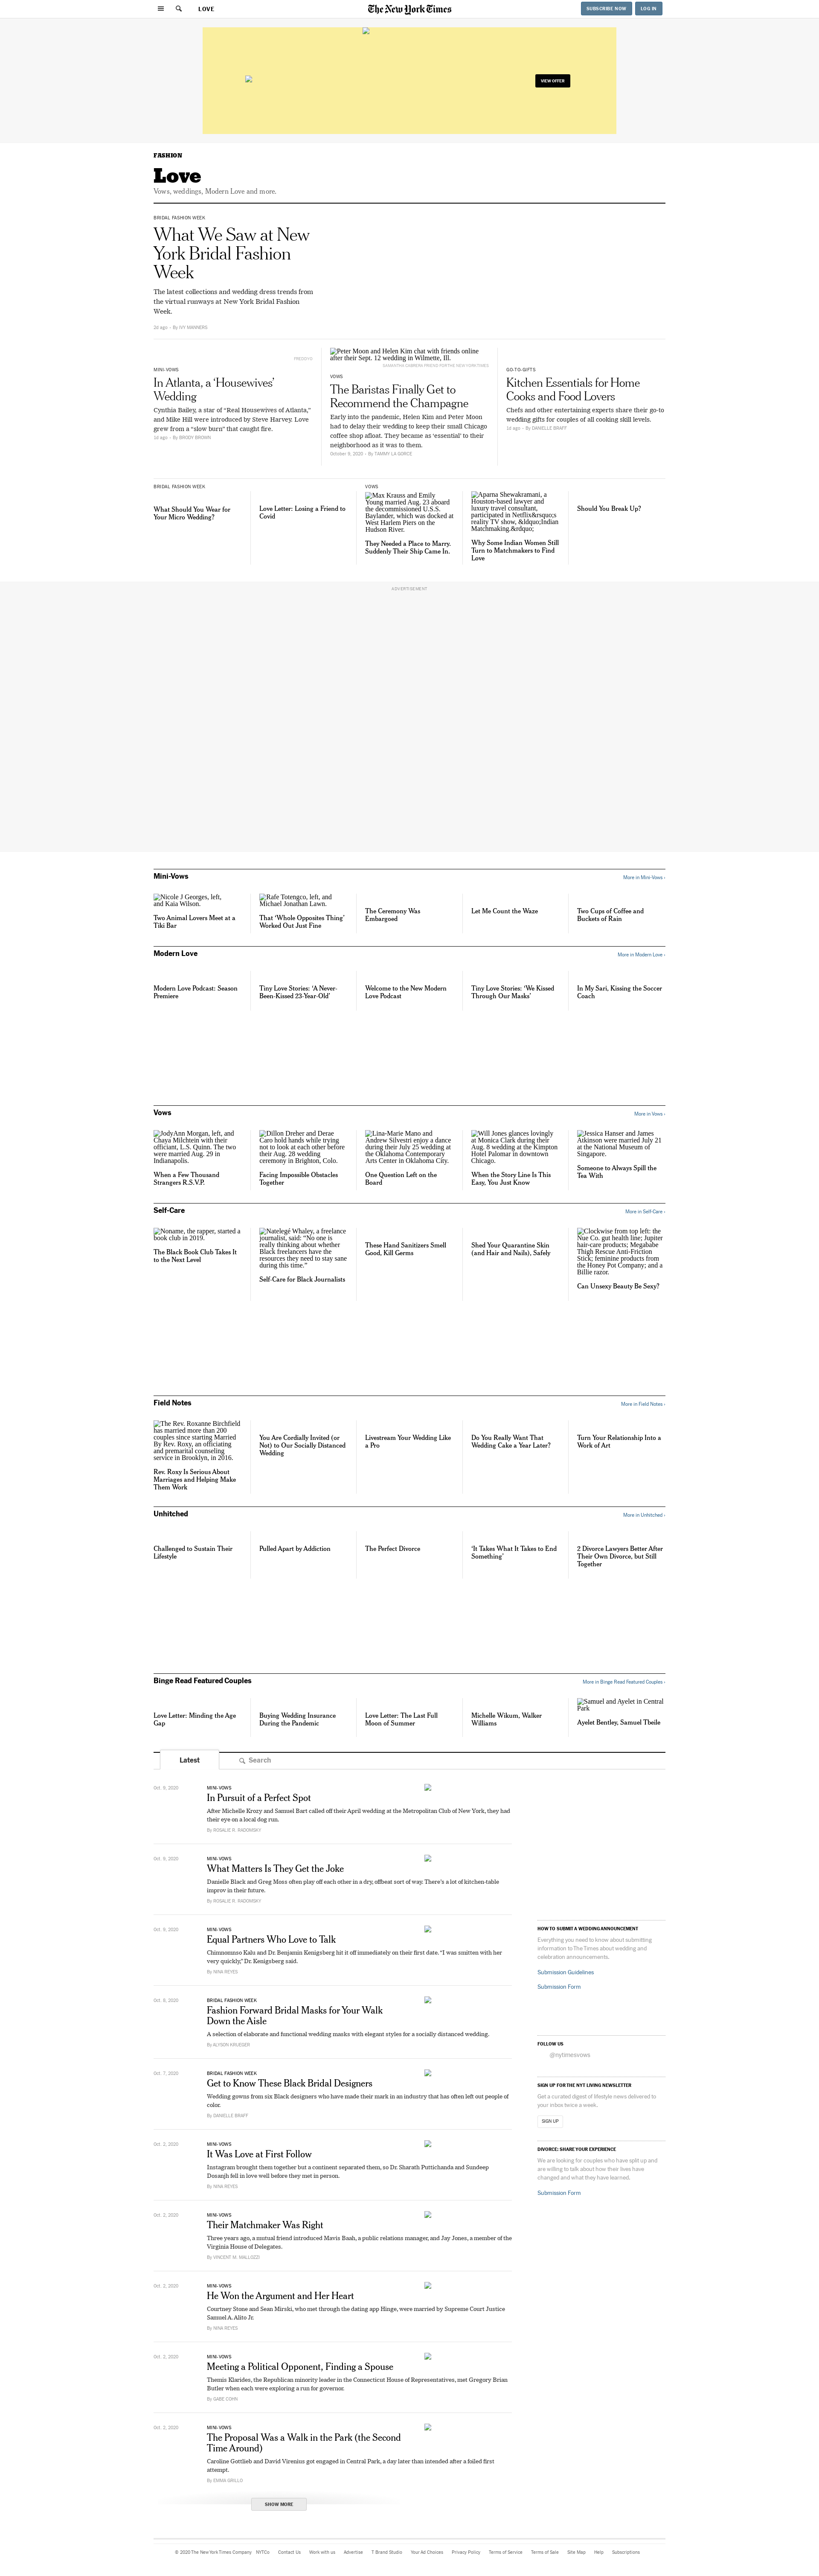 LOVE
The New York Times
SUBSCRIBE NOW
LOG IN
VIEW OFFER
FASHION
Love
Vows, weddings, Modern Love and more.
BRIDAL FASHION WEEK
What We Saw at New
York Bridal Fashion
Week
The latest collections and wedding dress trends from
the virtual runways at New York Bridal Fashion
Week.
2d ago · By IVY MANNERS
FREDDYO
MINI-VOWS
In Atlanta, a ‘Housewives’
Wedding
Cynthia Bailey, a star of “Real Housewives of Atlanta,”
and Mike Hill were introduced by Steve Harvey. Love
grew from a “slow burn” that caught fire.
1d ago · By BRUDY BROWN
Peter Moon and Helen Kim chat with friends online
after their Sept. 12 wedding in Wilmette, Ill.
SAMANTHA CABRERA FRIEND FOR THE NEW YORK TIMES
VOWS
The Baristas Finally Get to
Recommend the Champagne
Early into the pandemic, Helen Kim and Peter Moon
had to delay their wedding to keep their small Chicago
coffee shop afloat. They became an ‘essential’ to their
neighborhood as it was to them.
October 9, 2020 · By TAMMY LA GORCE
GO-TO-GIFTS
Kitchen Essentials for Home
Cooks and Food Lovers
Chefs and other entertaining experts share their go-to
wedding gifts for couples of all cooking skill levels.
1d ago · By DANIELLE BRAFF
BRIDAL FASHION WEEK
What Should You Wear for
Your Micro Wedding?
Love Letter: Losing a Friend to
Covid
VOWS
Max Krauss and Emily
Young married Aug. 23 aboard
the decommissioned U.S.S.
Baylander, which was docked at
West Harlem Piers on the
Hudson River.
They Needed a Place to Marry.
Suddenly Their Ship Came In.
Aparna Shewakramani, a
Houston-based lawyer and
luxury travel consultant,
participated in Netflix&rsquo;s
reality TV show, &ldquo;Indian
Matchmaking.&rdquo;
Why Some Indian Women Still
Turn to Matchmakers to Find
Love
Should You Break Up?
ADVERTISEMENT
Mini-Vows
More in Mini-Vows ›
Nicole J Georges, left,
and Kaia Wilson.
Two Animal Lovers Meet at a
Tiki Bar
Rafe Totengco, left, and
Michael Jonathan Lawn.
That ‘Whole Opposites Thing’
Worked Out Just Fine
The Ceremony Was
Embargoed
Let Me Count the Waze
Two Cups of Coffee and
Buckets of Rain
Modern Love
More in Modern Love ›
Modern Love Podcast: Season
Premiere
Tiny Love Stories: ‘A Never-
Been-Kissed 23-Year-Old’
Welcome to the New Modern
Love Podcast
Tiny Love Stories: ‘We Kissed
Through Our Masks’
In My Sari, Kissing the Soccer
Coach
Vows
More in Vows ›
JodyAnn Morgan, left, and
Chaya Milchtein with their
officiant, L.S. Quinn. The two
were married Aug. 29 in
Indianapolis.
When a Few Thousand
Strangers R.S.V.P.
Dillon Dreher and Derae
Caro hold hands while trying
not to look at each other before
their Aug. 28 wedding
ceremony in Brighton, Colo.
Facing Impossible Obstacles
Together
Lina-Marie Mano and
Andrew Silvestri enjoy a dance
during their July 25 wedding at
the Oklahoma Contemporary
Arts Center in Oklahoma City.
One Question Left on the
Board
Will Jones glances lovingly
at Monica Clark during their
Aug. 8 wedding at the Kimpton
Hotel Palomar in downtown
Chicago.
When the Story Line Is This
Easy, You Just Know
Jessica Hanser and James
Atkinson were married July 21
at the National Museum of
Singapore.
Someone to Always Spill the
Tea With
Self-Care
More in Self-Care ›
Noname, the rapper, started a
book club in 2019.
The Black Book Club Takes It
to the Next Level
Natelegé Whaley, a freelance
journalist, said: “No one is
really thinking about whether
Black freelancers have the
resources they need to stay sane
during this time.”
Self-Care for Black Journalists
These Hand Sanitizers Smell
Good, Kill Germs
Shed Your Quarantine Skin
(and Hair and Nails), Safely
Clockwise from top left: the
Nue Co. gut health line; Jupiter
hair-care products; Megababe
Thigh Rescue Anti-Friction
Stick; feminine products from
the Honey Pot Company; and a
Billie razor.
Can Unsexy Beauty Be Sexy?
Field Notes
More in Field Notes ›
The Rev. Roxanne Birchfield
has married more than 200
couples since starting Married
By Rev. Roxy, an officiating
and premarital counseling
service in Brooklyn, in 2016.
Rev. Roxy Is Serious About
Marriages and Helping Make
Them Work
You Are Cordially Invited (or
Not) to Our Socially Distanced
Wedding
Livestream Your Wedding Like
a Pro
Do You Really Want That
Wedding Cake a Year Later?
Turn Your Relationship Into a
Work of Art
Unhitched
More in Unhitched ›
Challenged to Sustain Their
Lifestyle
Pulled Apart by Addiction
The Perfect Divorce
‘It Takes What It Takes to End
Something’
2 Divorce Lawyers Better After
Their Own Divorce, but Still
Together
Binge Read Featured Couples
More in Binge Read Featured Couples ›
Love Letter: Minding the Age
Gap
Buying Wedding Insurance
During the Pandemic
Love Letter: The Last Full
Moon of Summer
Michelle Wikum, Walker
Williams
Samuel and Ayelet in Central
Park
Ayelet Bentley, Samuel Tbeile
Latest
Search
Oct. 9, 2020
MINI-VOWS
In Pursuit of a Perfect Spot
After Michelle Krozy and Samuel Bart called off their April wedding at the Metropolitan Club of New York, they had
their eye on a local dog run.
By ROSALIE R. RADOMSKY
Oct. 9, 2020
MINI-VOWS
What Matters Is They Get the Joke
Danielle Black and Greg Moss often play off each other in a dry, offbeat sort of way. There’s a lot of kitchen-table
improv in their future.
By ROSALIE R. RADOMSKY
Oct. 9, 2020
MINI-VOWS
Equal Partners Who Love to Talk
Chinnomnso Kalu and Dr. Benjamin Konigsberg hit it off immediately on their first date. “I was smitten with her
very quickly,” Dr. Konigsberg said.
By NINA REYES
Oct. 8, 2020
BRIDAL FASHION WEEK
Fashion Forward Bridal Masks for Your Walk
Down the Aisle
A selection of elaborate and functional wedding masks with elegant styles for a socially distanced wedding.
By ALYSON KRUEGER
Oct. 7, 2020
BRIDAL FASHION WEEK
Get to Know These Black Bridal Designers
Wedding gowns from six Black designers who have made their mark in an industry that has often left out people of
color.
By DANIELLE BRAFF
Oct. 2, 2020
MINI-VOWS
It Was Love at First Follow
Instagram brought them together but a continent separated them, so Dr. Sharath Puttichanda and Sundeep
Dosanjh fell in love well before they met in person.
By NINA REYES
Oct. 2, 2020
MINI-VOWS
Their Matchmaker Was Right
Three years ago, a mutual friend introduced Mavis Baah, a public relations manager, and Jay Jones, a member of the
Virginia House of Delegates.
By VINCENT M. MALLOZZI
Oct. 2, 2020
MINI-VOWS
He Won the Argument and Her Heart
Courtney Stone and Sean Mirski, who met through the dating app Hinge, were married by Supreme Court Justice
Samuel A. Alito Jr.
By NINA REYES
Oct. 2, 2020
MINI-VOWS
Meeting a Political Opponent, Finding a Spouse
Themis Klarides, the Republican minority leader in the Connecticut House of Representatives, met Gregory Brian
Butler when each were exploring a run for governor.
By GABE COHN
Oct. 2, 2020
MINI-VOWS
The Proposal Was a Walk in the Park (the Second
Time Around)
Caroline Gottlieb and David Virenius got engaged in Central Park, a day later than intended after a foiled first
attempt.
By EMMA GRILLO
SHOW MORE
HOW TO SUBMIT A WEDDING ANNOUNCEMENT
Everything you need to know about submitting
information to The Times about wedding and
celebration announcements.
Submission Guidelines
Submission Form
FOLLOW US
@nytimesvows
SIGN UP FOR THE NYT LIVING NEWSLETTER
Get a curated digest of lifestyle news delivered to
your inbox twice a week.
SIGN UP
DIVORCE: SHARE YOUR EXPERIENCE
We are looking for couples who have split up and
are willing to talk about how their lives have
changed and what they have learned.
Submission Form
© 2020 The New York Times Company NYTCo Contact Us Work with us Advertise T Brand Studio Your Ad Choices Privacy Policy Terms of Service Terms of Sale Site Map Help Subscriptions